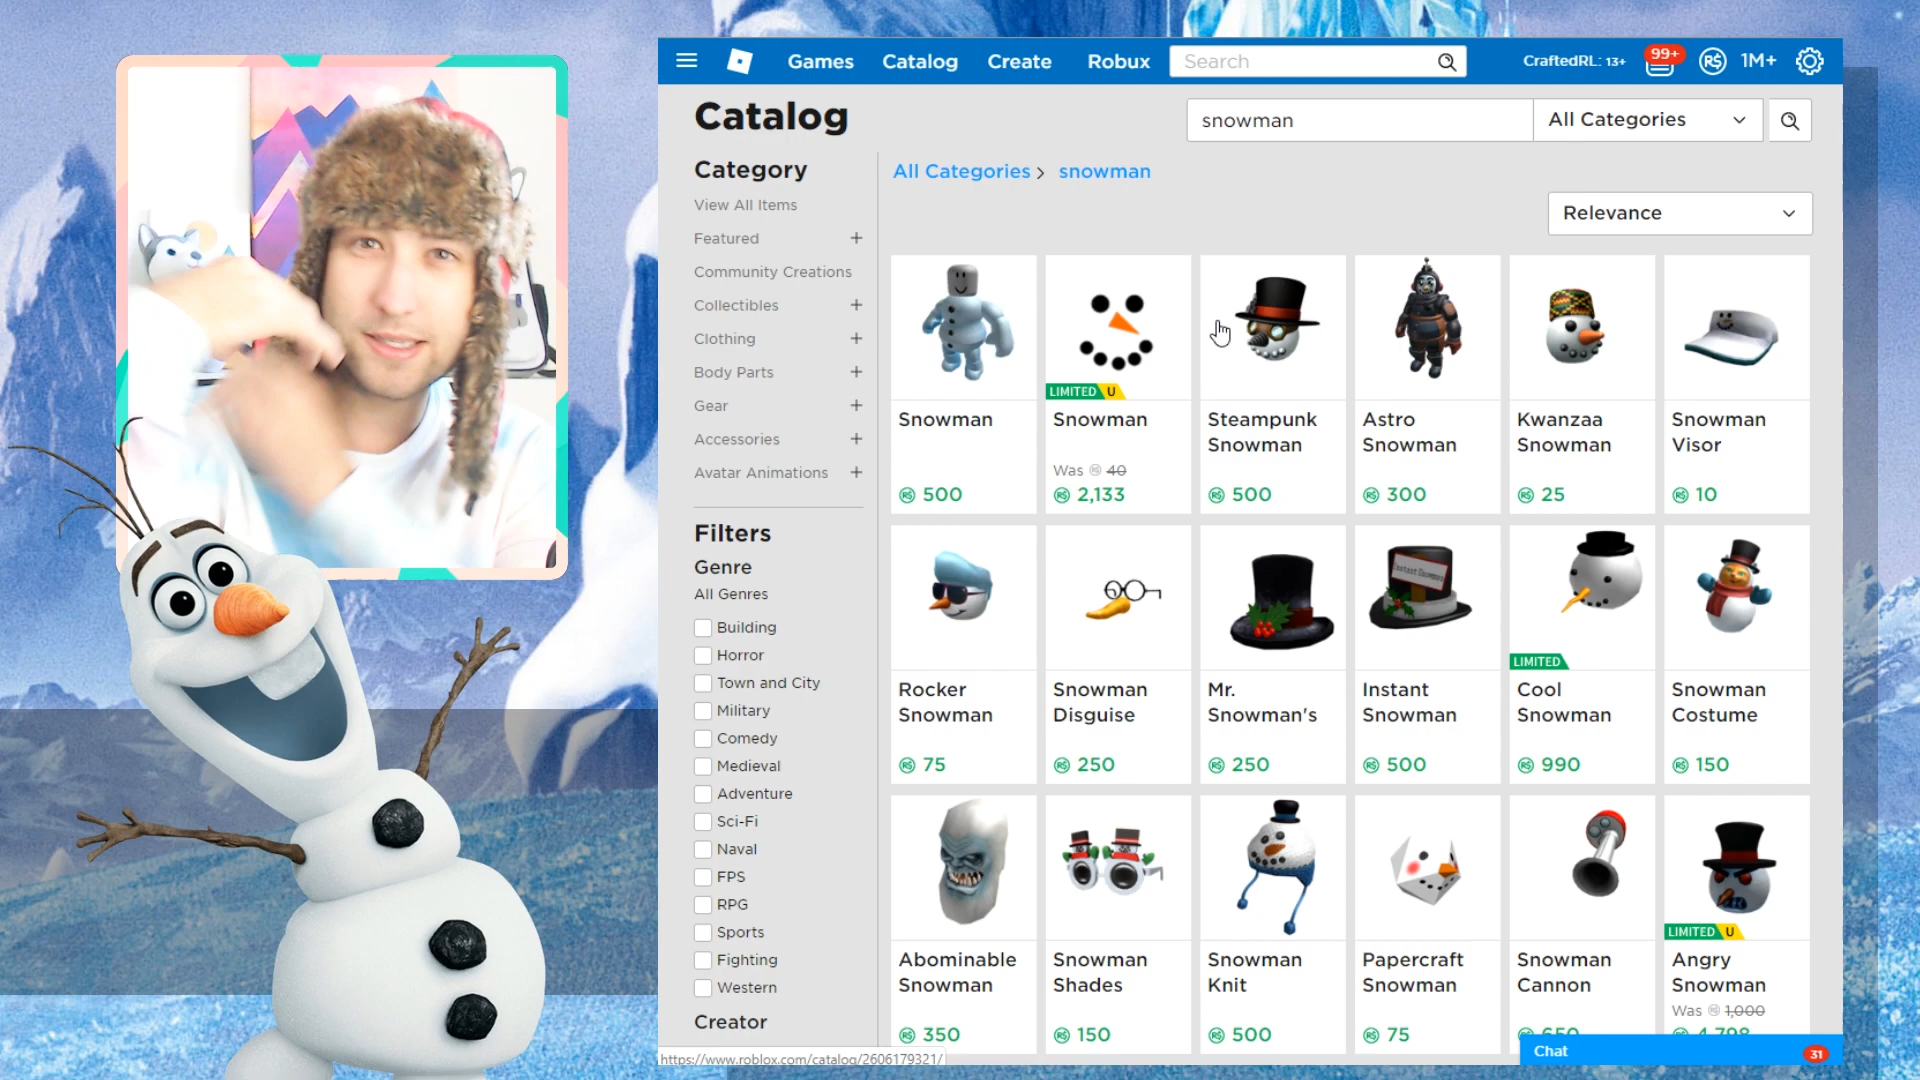 Games Catalog Create Robux Search CraftedRL: 13+ 99+ 1M+
Catalog
snowman All Categories
Category
All Categories > snowman
View All Items
Relevance
Featured +
Community Creations
Collectibles +
Clothing +
Body Parts +
Gear +
Accessories +
Avatar Animations +
Filters
Genre
All Genres
Building
Horror
Town and City
Military
Comedy
Medieval
Adventure
Sci-Fi
Naval
FPS
RPG
Sports
Fighting
Western
Creator
Snowman
500
LIMITED U
Snowman
Was 40
2,133
Steampunk
Snowman
500
Astro
Snowman
300
Kwanzaa
Snowman
25
Snowman
Visor
10
Rocker
Snowman
75
Snowman
Disguise
250
Mr.
Snowman's
250
Instant Snowman
Instant
Snowman
500
LIMITED
Cool
Snowman
990
Snowman
Costume
150
Abominable
Snowman
350
Snowman
Shades
150
Snowman
Knit
500
Papercraft
Snowman
75
Snowman
Cannon
650
LIMITED U
Angry
Snowman
Was 1,000
4,798
https://www.roblox.com/catalog/2606179321/
Chat 31